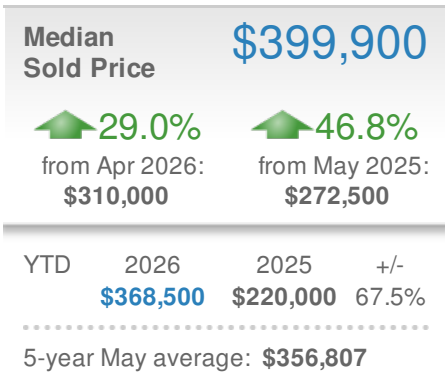 Median $399,900
Sold Price
29.0% 46.8%
from Apr 2026: from May 2025:
$310,000 $272,500
YTD 2026 2025 +/-
$368,500 $220,000 67.5%
5-year May average: $356,807